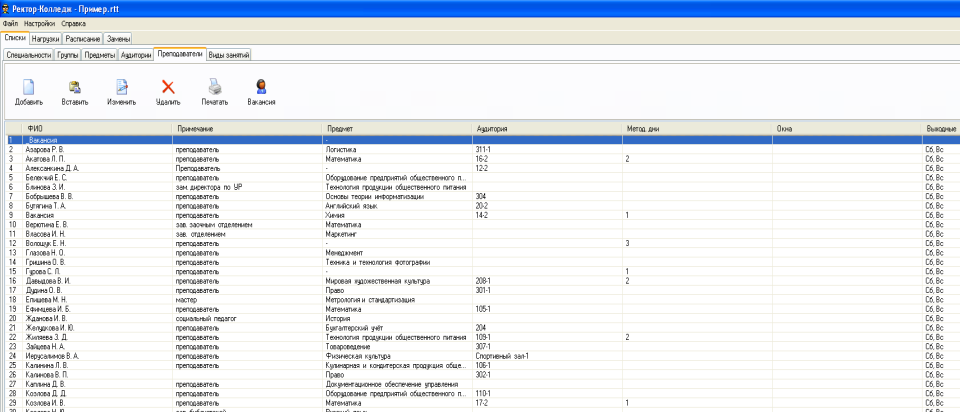 Ректор-Колледж - Пример.rtt
Файл Настройки Справка
Списки Нагрузки Расписание Замены
Специальности Группы Предметы Аудитории Преподаватели Виды занятий
Добавить Вставить Изменить Удалить Печатать Вакансия
ФИО Примечание Предмет Аудитория Метод. дни Окна Выходные
1 _Вакансия -
2 Азарова Р. В. преподаватель Логистика 311-1 Сб, Вс
3 Акатова Л. П. преподаватель Математика 16-2 2 Сб, Вс
4 Алексанкина Д. А. Преподаватель - 12-2 Сб, Вс
5 Белекчий Е. С. преподаватель Оборудование предприятий общественного п... Сб, Вс
6 Блинова З. И. зам. директора по УР Технология продукции общественного питания Сб, Вс
7 Бобрышева В. В. преподаватель Основы теории информатизации 304 Сб, Вс
8 Бутягина Т. А. преподаватель Английский язык 20-2 Сб, Вс
9 Вакансия преподаватель Химия 14-2 1 Сб, Вс
10 Верютина Е. В. зав. заочным отделением Математика Сб, Вс
11 Власова И. Н. зав. отделением Маркетинг Сб, Вс
12 Волощук Е. Н. преподаватель - 3 Сб, Вс
13 Глазова Н. О. преподаватель Менеджмент Сб, Вс
14 Гришина О. В. преподаватель Техника и технология фотографии Сб, Вс
15 Гурова С. Л. преподаватель - 1 Сб, Вс
16 Давыдова В. И. преподаватель Мировая художественная культура 208-1 2 Сб, Вс
17 Дудина О. В. преподаватель Право 301-1 Сб, Вс
18 Епишева М. Н. мастер Метрология и стандартизация Сб, Вс
19 Ефимцева И. Б. преподаватель Математика 105-1 Сб, Вс
20 Жданова И. В. социальный педагог История Сб, Вс
21 Желудкова И. Ю. преподаватель Бухгалтерский учёт 204 Сб, Вс
22 Жиляева З. Д. преподаватель Технология продукции общественного питания 109-1 2 Сб, Вс
23 Зайцева Н. А. преподаватель Товароведение 307-1 Сб, Вс
24 Иерусалимов В. А. преподаватель Физическая культура Спортивный зал-1 Сб, Вс
25 Калинина Л. В. преподаватель Кулинарная и кондитерская продукция обще... 106-1 Сб, Вс
26 Калинова В. П. Право 302-1 Сб, Вс
27 Каплина Д. В. преподаватель Документационное обеспечение управления Сб, Вс
28 Козлова Д. Д. преподаватель Оборудование предприятий общественного п... 110-1 Сб, Вс
29 Козлова И. В. преподаватель Математика 17-2 1 Сб, Вс